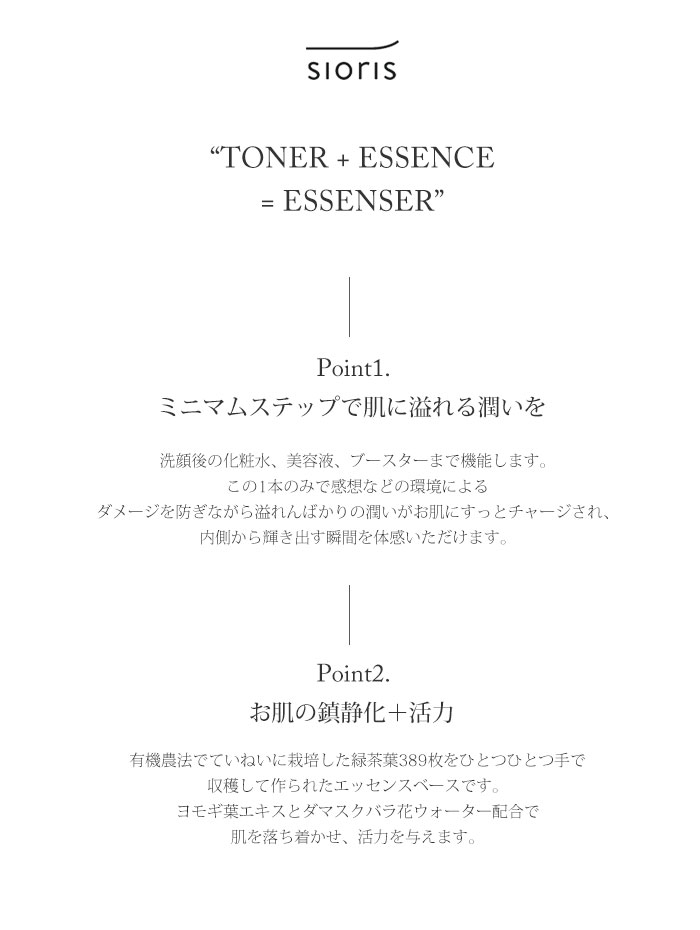 sioris
“TONER + ESSENCE
= ESSENSER”
Point1.
ミニマムステップで肌に溢れる潤いを
洗顔後の化粧水、美容液、ブースターまで機能します。
この1本のみで感想などの環境による
ダメージを防ぎながら溢れんばかりの潤いがお肌にすっとチャージされ、
内側から輝き出す瞬間を体感いただけます。
Point2.
お肌の鎮静化＋活力
有機農法でていねいに栽培した緑茶葉389枚をひとつひとつ手で
収穫して作られたエッセンスベースです。
ヨモギ葉エキスとダマスクバラ花ウォーター配合で
肌を落ち着かせ、活力を与えます。